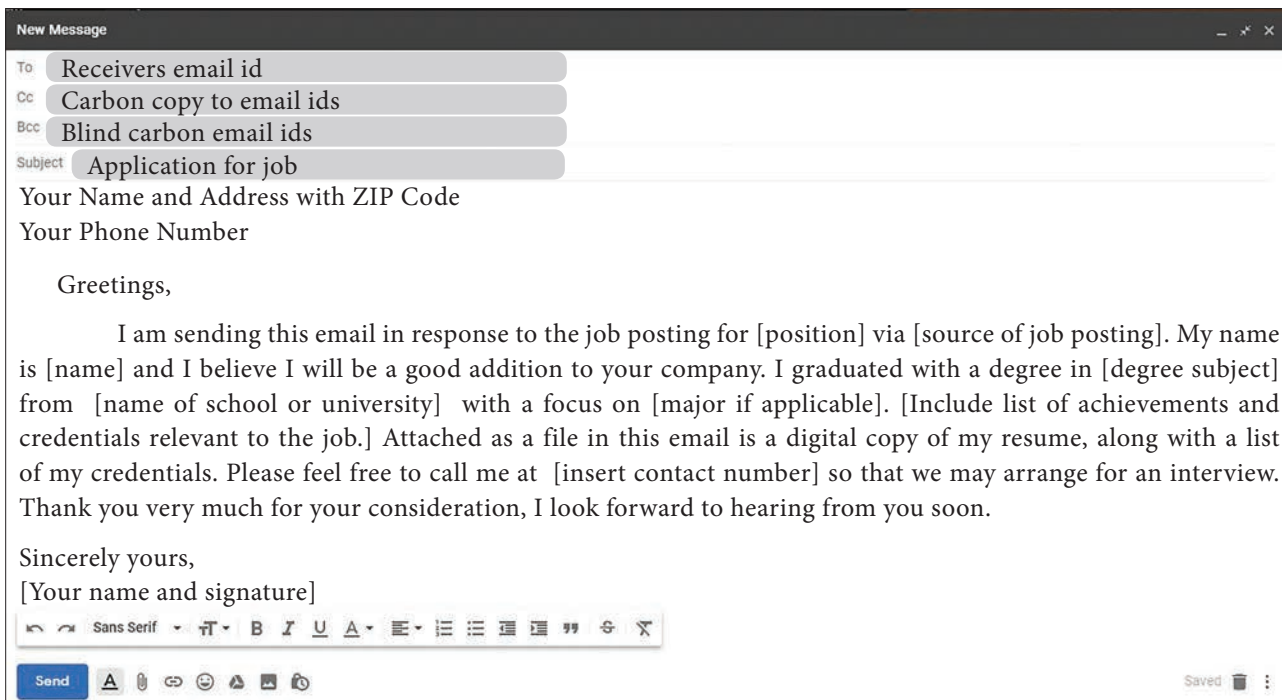 New Message
To Receivers email id
Cc Carbon copy to email ids
Bcc Blind carbon email ids
Subject Application for job
Your Name and Address with ZIP Code
Your Phone Number
Greetings,
I am sending this email in response to the job posting for [position] via [source of job posting]. My name
is [name] and I believe I will be a good addition to your company. I graduated with a degree in [degree subject]
from [name of school or university] with a focus on [major if applicable]. [Include list of achievements and
credentials relevant to the job.] Attached as a file in this email is a digital copy of my resume, along with a list
of my credentials. Please feel free to call me at [insert contact number] so that we may arrange for an interview.
Thank you very much for your consideration, I look forward to hearing from you soon.
Sincerely yours,
[Your name and signature]
Sans Serif TT B I U A S
Send A Saved